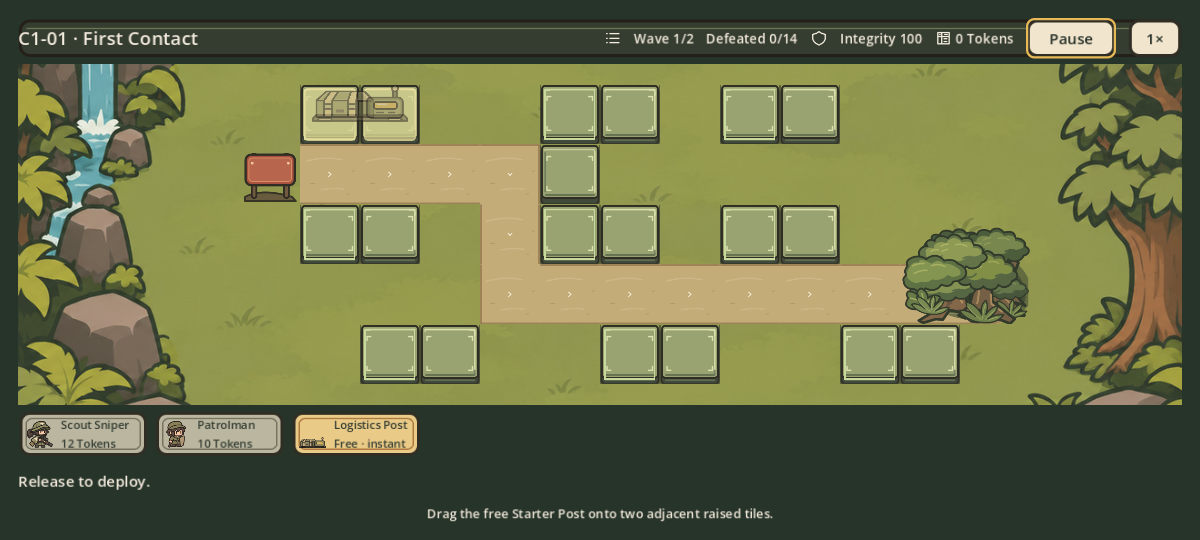 C1-01 · First Contact
Wave 1/2 Defeated 0/14 Integrity 100 0 Tokens Pause 1×
Scout Sniper
12 Tokens
Patrolman
10 Tokens
Logistics Post
Free · instant
Release to deploy.
Drag the free Starter Post onto two adjacent raised tiles.